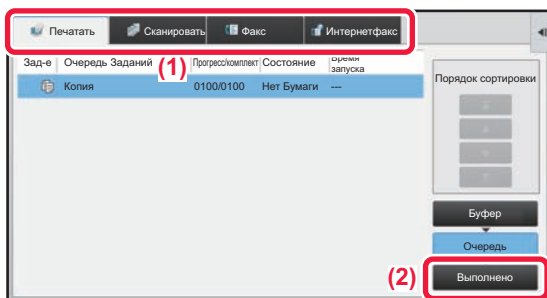 Печатать Сканировать Факс Интернетфакс
(1)
Зад-е Очередь Заданий Прогресс/комплект Состояние Время запуска
Копия 0100/0100 Нет Бумаги ---
Порядок сортировки
Буфер
Очередь
(2) Выполнено